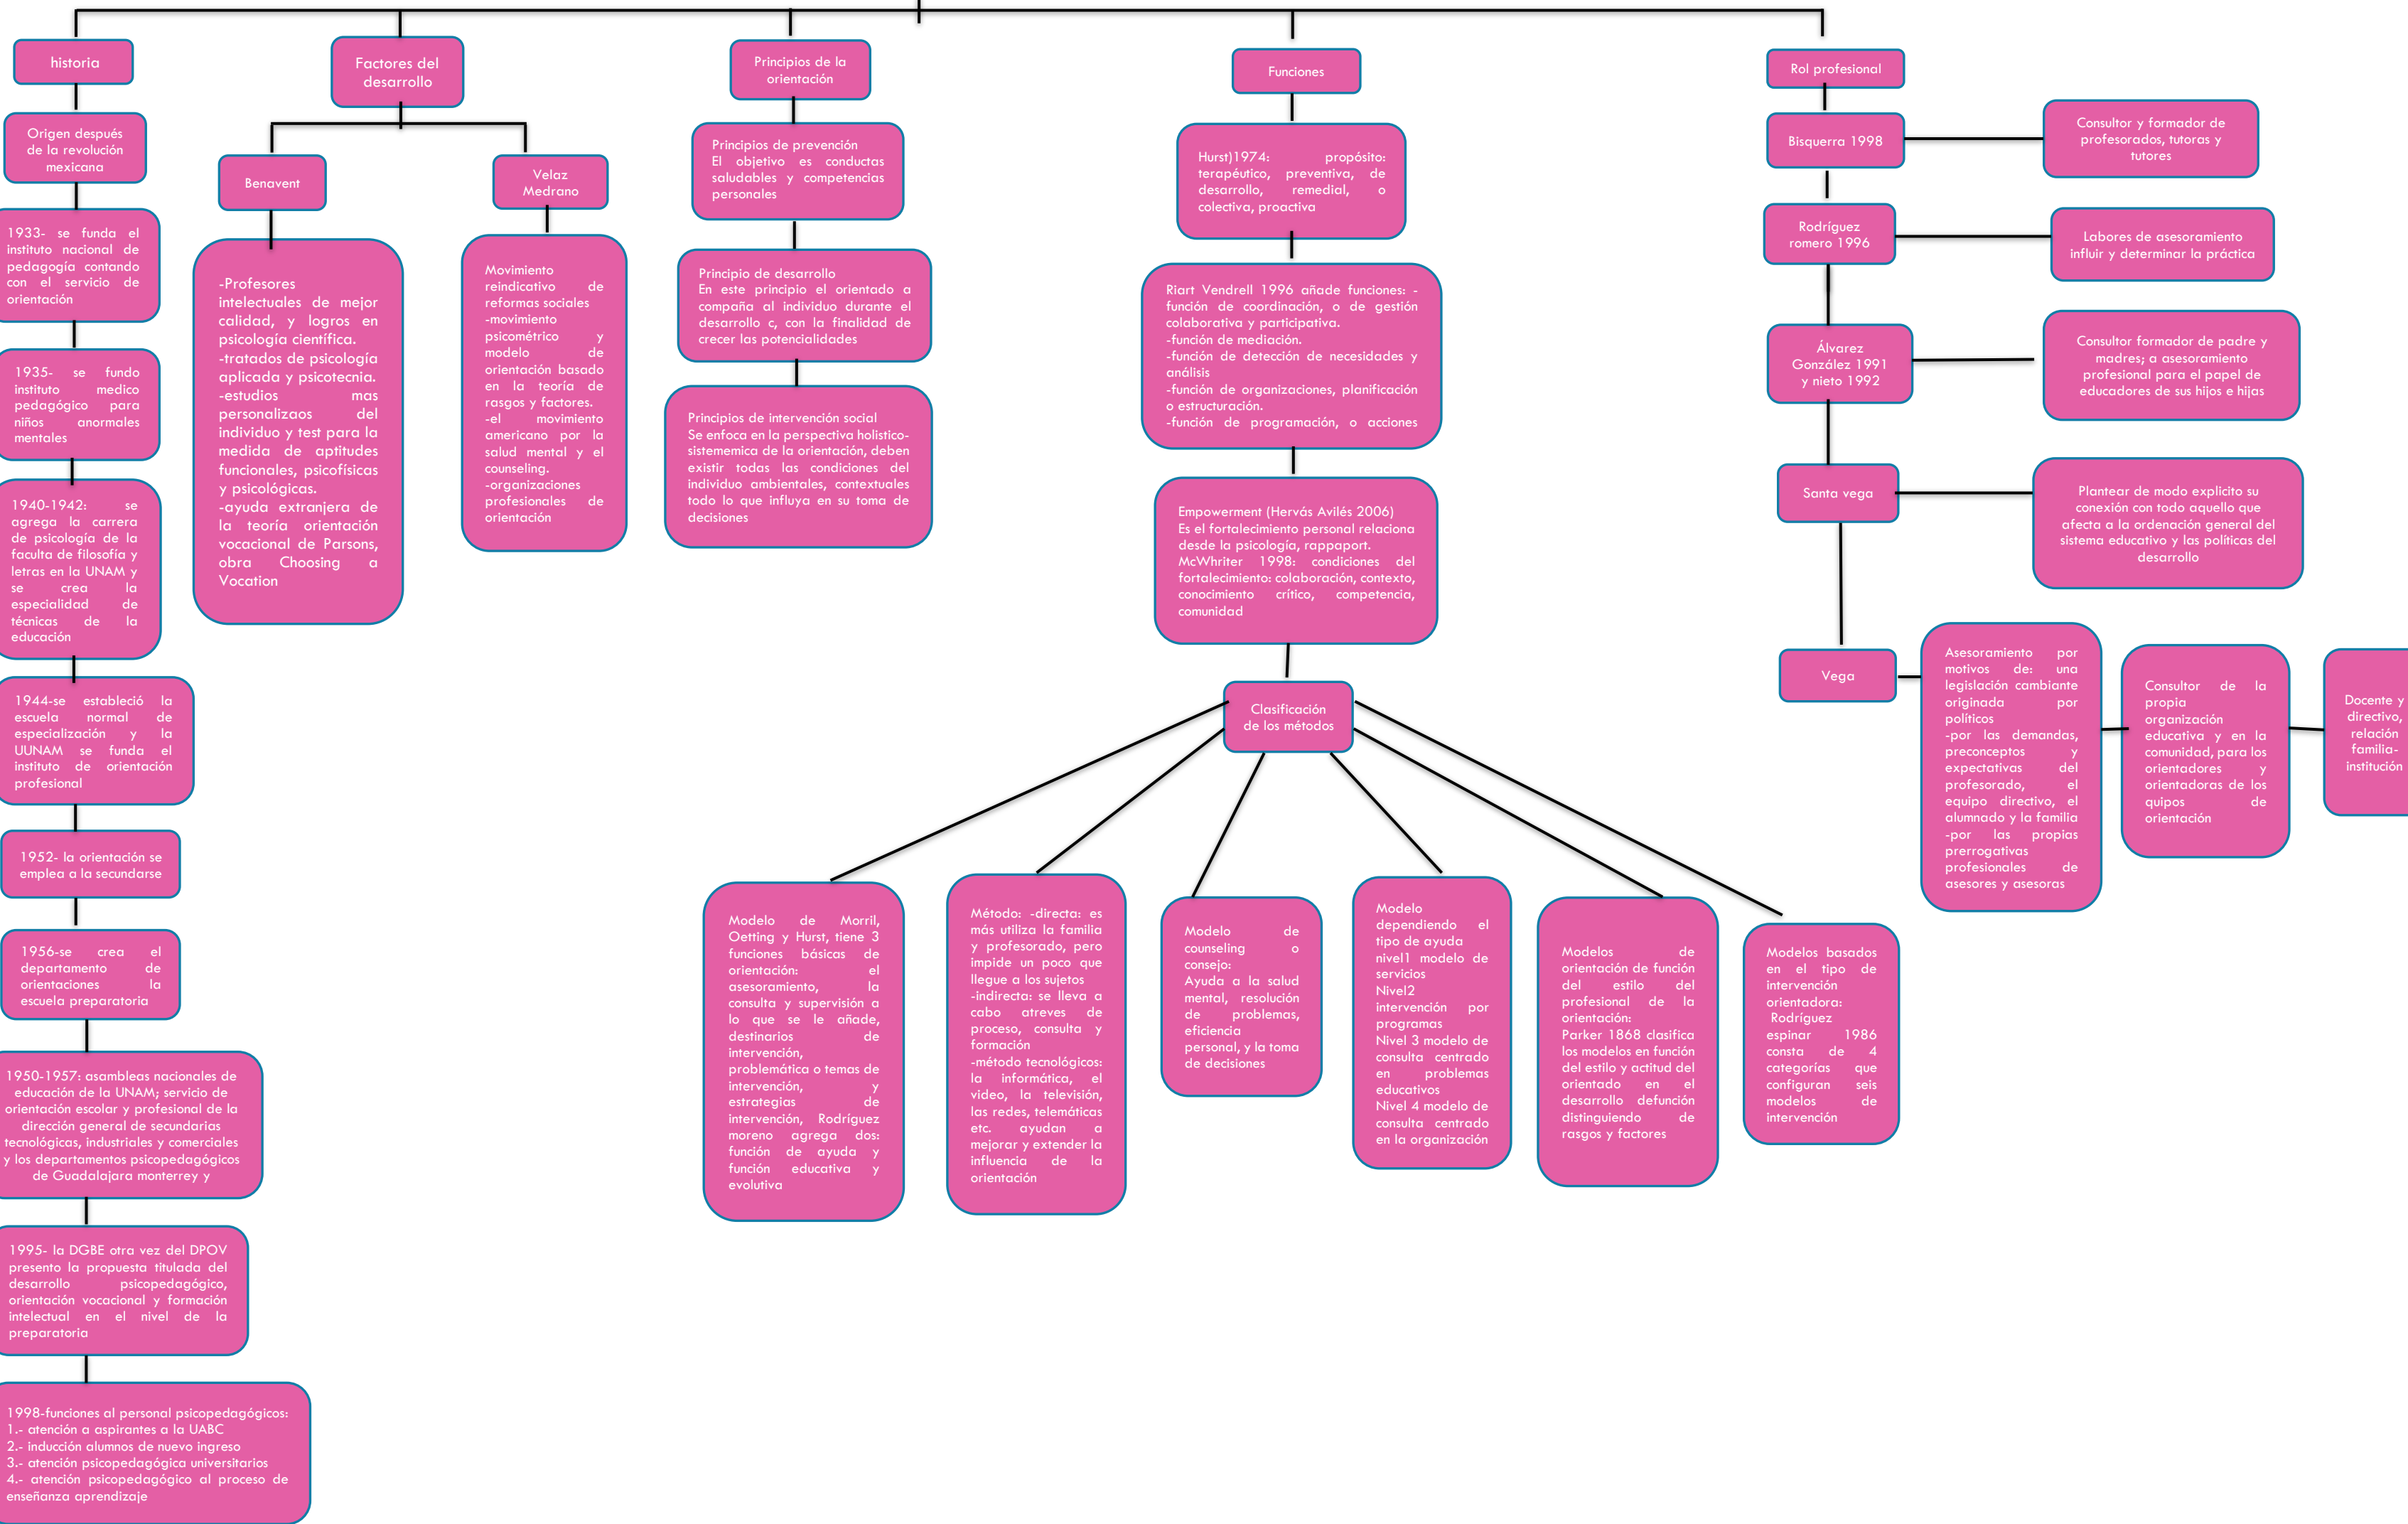 historia
Origen después
de la revolución
mexicana
1933- se funda el
instituto nacional de
pedagogía contando
con el servicio de
orientación
1935- se fundo
instituto medico
pedagógico para
niños anormales
mentales
1940-1942: se
agrega la carrera
de psicología de la
faculta de filosofía y
letras en la UNAM y
se crea la
especialidad de
técnicas de la
educación
1944-se estableció la
escuela normal de
especialización y la
UUNAM se funda el
instituto de orientación
profesional
1952- la orientación se
emplea a la secundarse
1956-se crea el
departamento de
orientaciones la
escuela preparatoria
1950-1957: asambleas nacionales de
educación de la UNAM; servicio de
orientación escolar y profesional de la
dirección general de secundarias
tecnológicas, industriales y comerciales
y los departamentos psicopedagógicos
de Guadalajara monterrey y
1995- la DGBE otra vez del DPOV
presento la propuesta titulada del
desarrollo psicopedagógico,
orientación vocacional y formación
intelectual en el nivel de la
preparatoria
1998-funciones al personal psicopedagógicos:
1.- atención a aspirantes a la UABC
2.- inducción alumnos de nuevo ingreso
3.- atención psicopedagógica universitarios
4.- atención psicopedagógico al proceso de
enseñanza aprendizaje
Factores del
desarrollo
Benavent
-Profesores
intelectuales de mejor
calidad, y logros en
psicología científica.
-tratados de psicología
aplicada y psicotecnia.
-estudios mas
personalizaos del
individuo y test para la
medida de aptitudes
funcionales, psicofísicas
y psicológicas.
-ayuda extranjera de
la teoría orientación
vocacional de Parsons,
obra Choosing a
Vocation
Velaz
Medrano
Movimiento
reindicativo de
reformas sociales
-movimiento
psicométrico y
modelo de
orientación basado
en la teoría de
rasgos y factores.
-el movimiento
americano por la
salud mental y el
counseling.
-organizaciones
profesionales de
orientación
Principios de la
orientación
Principios de prevención
El objetivo es conductas
saludables y competencias
personales
Principio de desarrollo
En este principio el orientado a
compaña al individuo durante el
desarrollo c, con la finalidad de
crecer las potencialidades
Principios de intervención social
Se enfoca en la perspectiva holistico-
sistememica de la orientación, deben
existir todas las condiciones del
individuo ambientales, contextuales
todo lo que influya en su toma de
decisiones
Funciones
Hurst)1974: propósito:
terapéutico, preventiva, de
desarrollo, remedial, o
colectiva, proactiva
Riart Vendrell 1996 añade funciones: -
función de coordinación, o de gestión
colaborativa y participativa.
-función de mediación.
-función de detección de necesidades y
análisis
-función de organizaciones, planificación
o estructuración.
-función de programación, o acciones
Empowerment (Hervás Avilés 2006)
Es el fortalecimiento personal relaciona
desde la psicología, rappaport.
McWhriter 1998: condiciones del
fortalecimiento: colaboración, contexto,
conocimiento crítico, competencia,
comunidad
Clasificación
de los métodos
Modelo de Morril,
Oetting y Hurst, tiene 3
funciones básicas de
orientación: el
asesoramiento, la
consulta y supervisión a
lo que se le añade,
destinarios de
intervención,
problemática o temas de
intervención, y
estrategias de
intervención, Rodríguez
moreno agrega dos:
función de ayuda y
función educativa y
evolutiva
Método: -directa: es
más utiliza la familia
y profesorado, pero
impide un poco que
llegue a los sujetos
-indirecta: se lleva a
cabo atreves de
proceso, consulta y
formación
-método tecnológicos:
la informática, el
video, la televisión,
las redes, telemáticas
etc. ayudan a
mejorar y extender la
influencia de la
orientación
Modelo de
counseling o
consejo:
Ayuda a la salud
mental, resolución
de problemas,
eficiencia
personal, y la toma
de decisiones
Modelo
dependiendo el
tipo de ayuda
nivel1 modelo de
servicios
Nivel2
intervención por
programas
Nivel 3 modelo de
consulta centrado
en problemas
educativos
Nivel 4 modelo de
consulta centrado
en la organización
Modelos de
orientación de función
del estilo del
profesional de la
orientación:
Parker 1868 clasifica
los modelos en función
del estilo y actitud del
orientado en el
desarrollo defunción
distinguiendo de
rasgos y factores
Modelos basados
en el tipo de
intervención
orientadora:
Rodríguez
espinar 1986
consta de 4
categorías que
configuran seis
modelos de
intervención
Rol profesional
Bisquerra 1998
Consultor y formador de
profesorados, tutoras y
tutores
Rodríguez
romero 1996
Labores de asesoramiento
influir y determinar la práctica
Álvarez
González 1991
y nieto 1992
Consultor formador de padre y
madres; a asesoramiento
profesional para el papel de
educadores de sus hijos e hijas
Santa vega
Plantear de modo explicito su
conexión con todo aquello que
afecta a la ordenación general del
sistema educativo y las políticas del
desarrollo
Vega
Asesoramiento por
motivos de: una
legislación cambiante
originada por
políticos
-por las demandas,
preconceptos y
expectativas del
profesorado, el
equipo directivo, el
alumnado y la familia
-por las propias
prerrogativas
profesionales de
asesores y asesoras
Consultor de la
propia
organización
educativa y en la
comunidad, para los
orientadores y
orientadoras de los
quipos de
orientación
Docente y
directivo,
relación
familia-
institución